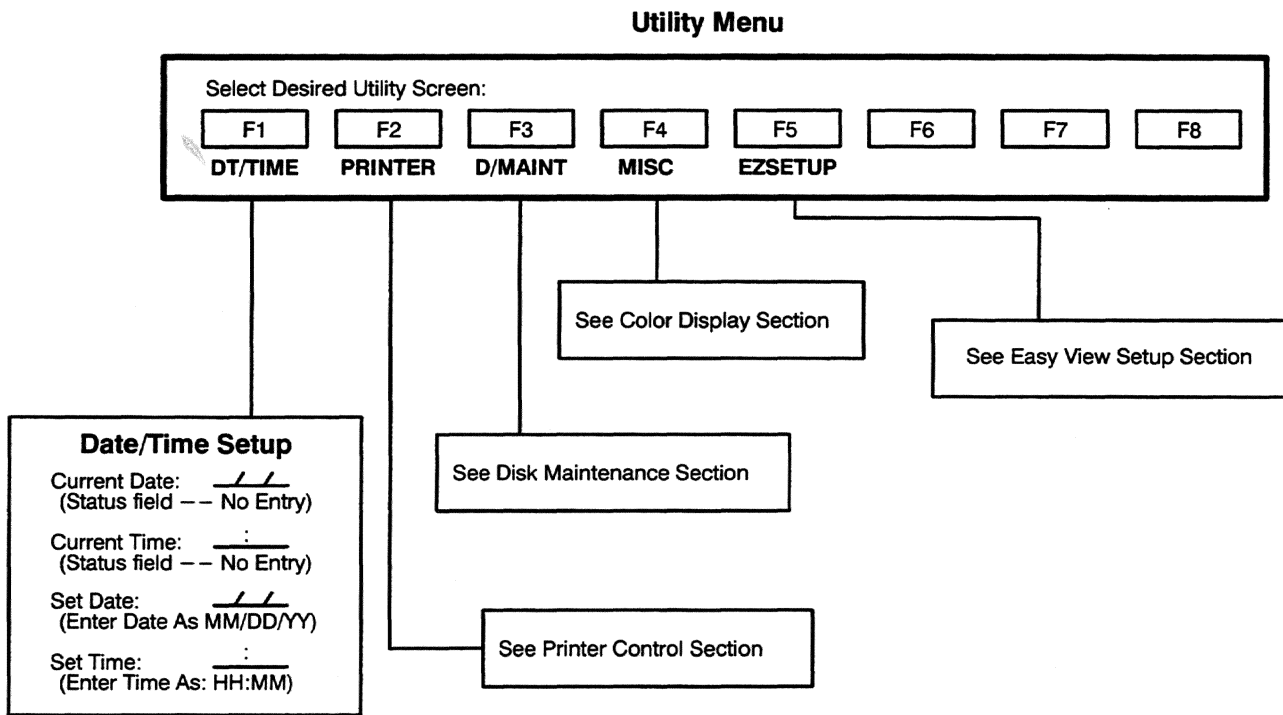 Utility Menu
Select Desired Utility Screen:
F1 F2 F3 F4 F5 F6 F7 F8
DT/TIME PRINTER D/MAINT MISC EZSETUP
See Color Display Section
See Easy View Setup Section
Date/Time Setup
Current Date: / /
(Status field –– No Entry)
Current Time: :
(Status field –– No Entry)
Set Date: / /
(Enter Date As MM/DD/YY)
Set Time: :
(Enter Time As: HH:MM)
See Disk Maintenance Section
See Printer Control Section